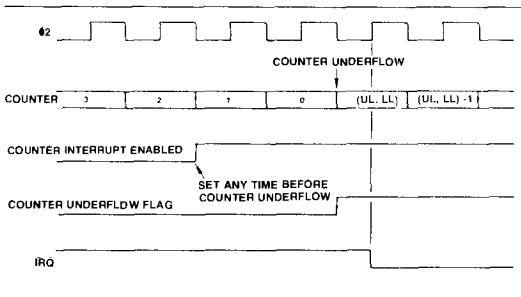 φ2
COUNTER UNDERFLOW
COUNTER 3 2 1 0 (UL, LL) (UL, LL) -1
COUNTER INTERRUPT ENABLED
SET ANY TIME BEFORE
COUNTER UNDERFLOW
COUNTER UNDERFLOW FLAG
IRQ